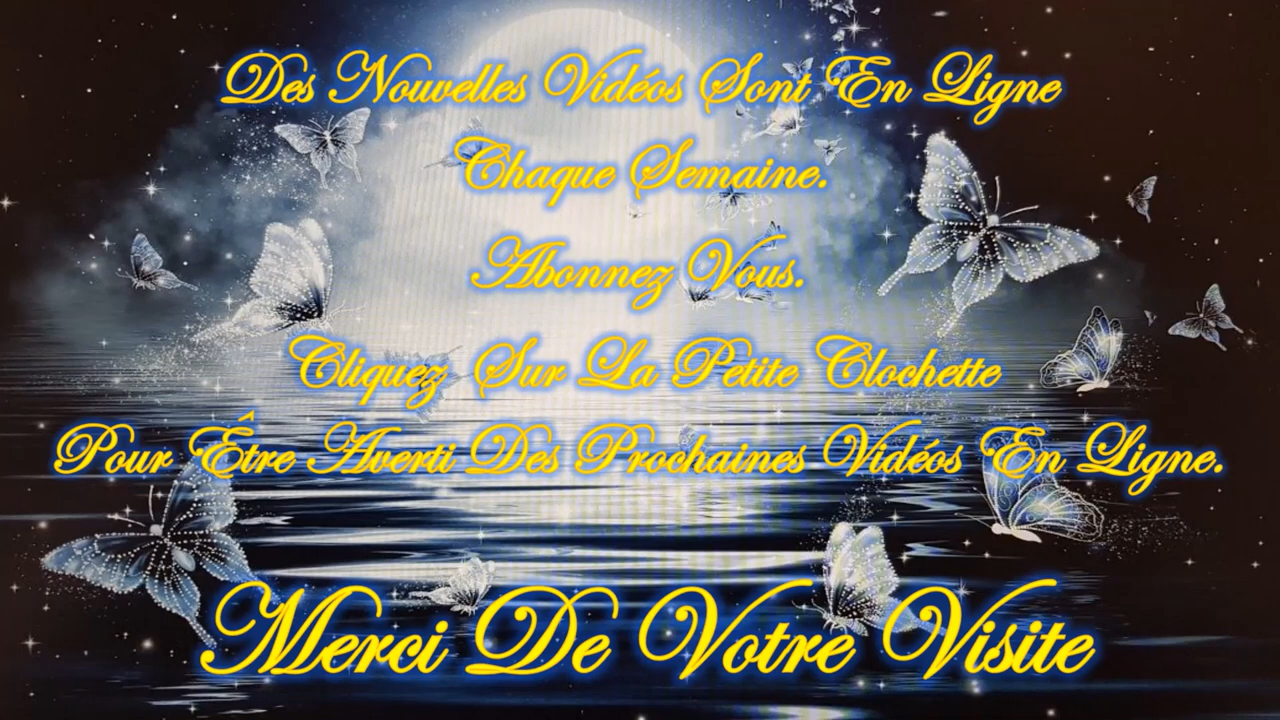 Des Nouvelles Vidéos Sont En Ligne
Chaque Semaine.
Abonnez Vous.
Cliquez Sur La Petite Clochette
Pour Être Averti Des Prochaines Vidéos En Ligne.
Merci De Votre Visite